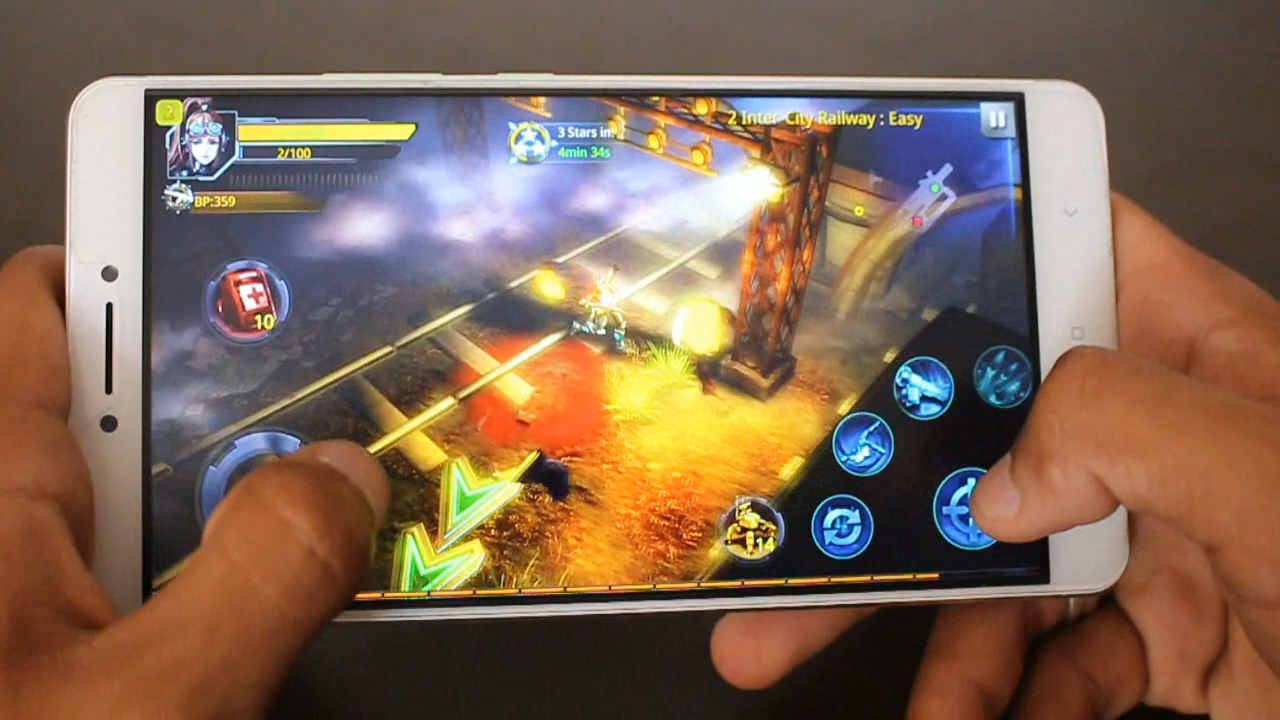 2
2/100
BP:359
3 Stars in:
4min 34s
2 Inter-City Railway : Easy
10
14